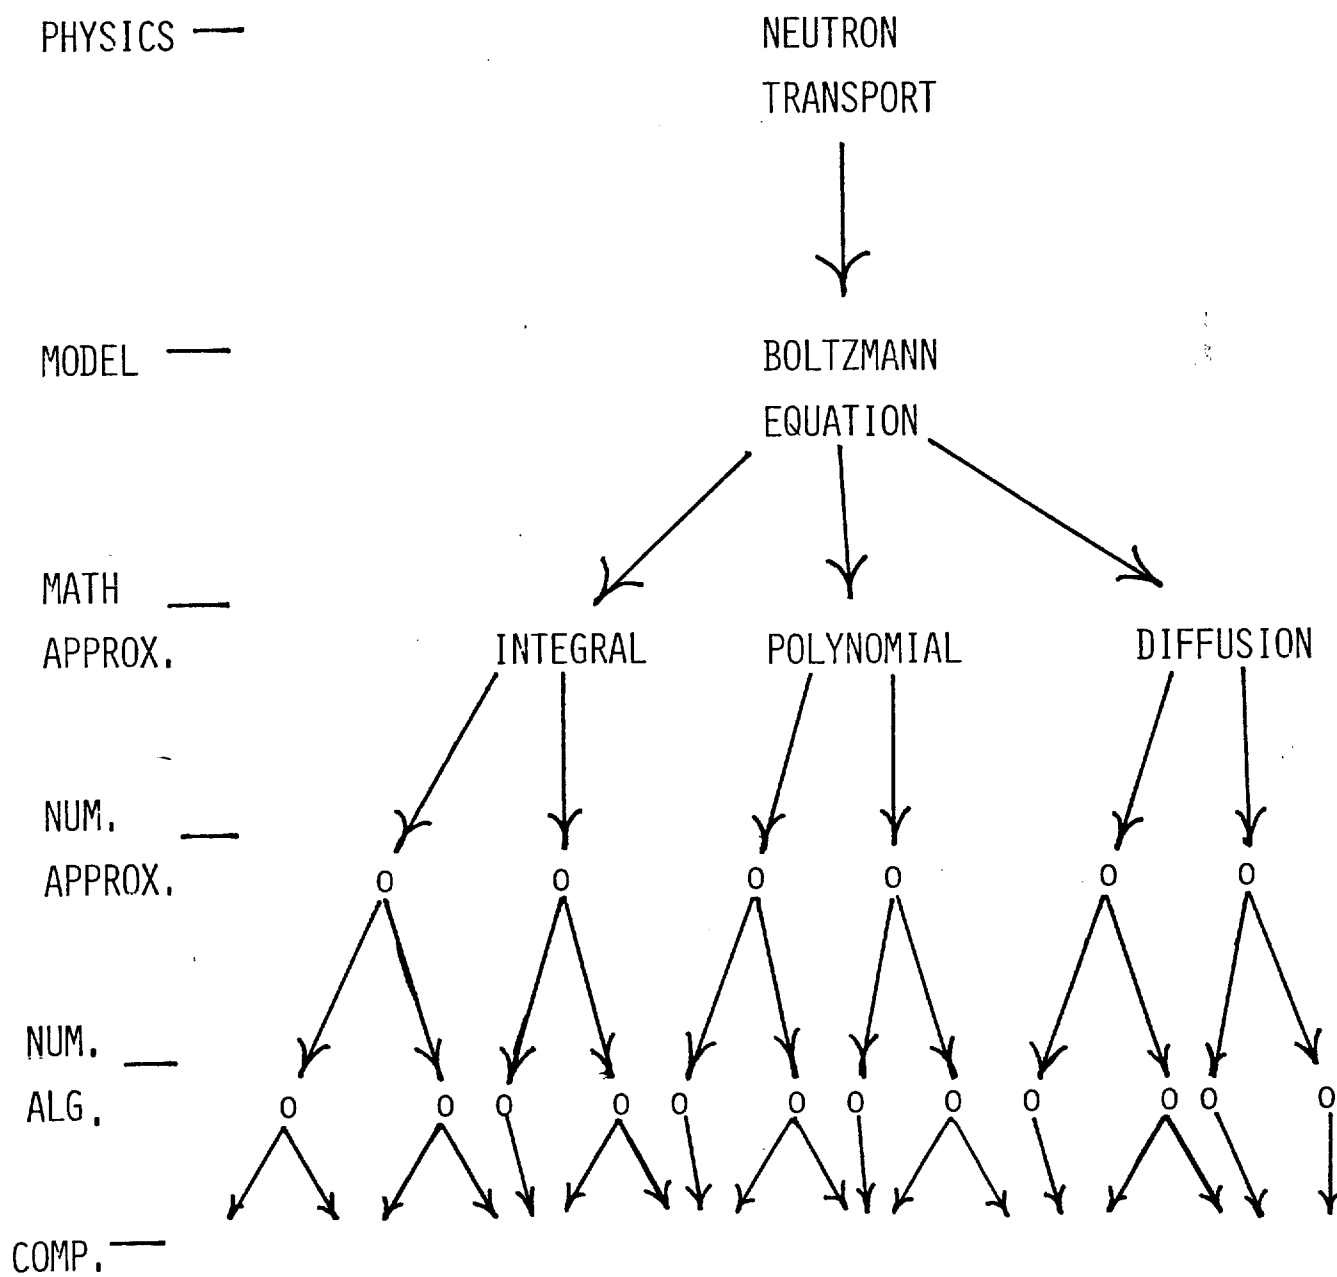 PHYSICS — NEUTRON
TRANSPORT
MODEL — BOLTZMANN
EQUATION
MATH —
APPROX. INTEGRAL POLYNOMIAL DIFFUSION
NUM. —
APPROX. O O O O O O
NUM. —
ALG. O O O O O O O O O O O O
COMP. —